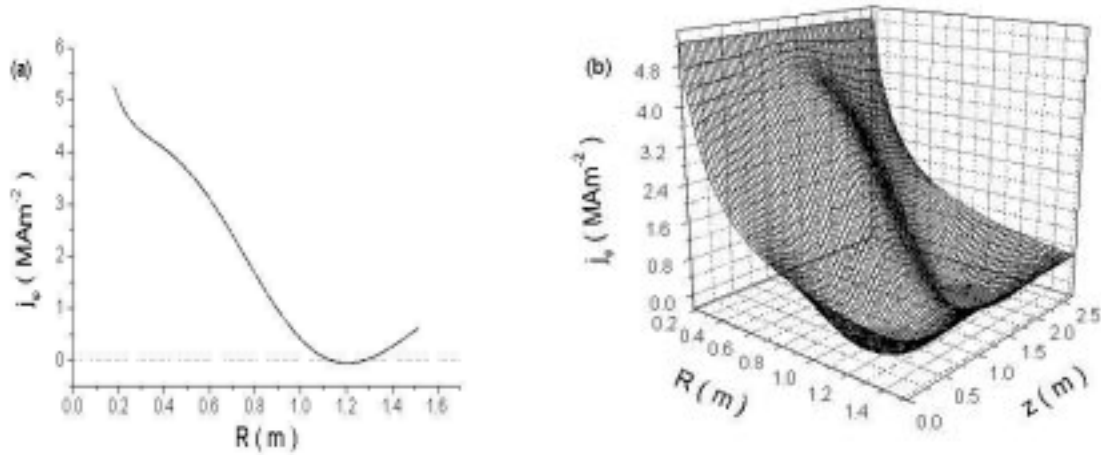 (a)
j_φ ( MAm⁻² )
6
5
4
3
2
1
0
0.0 0.2 0.4 0.6 0.8 1.0 1.2 1.4 1.6
R ( m )
(b)
j_φ ( MAm⁻² )
4.8
4.0
3.2
2.4
1.6
0.8
0.0
0.2 0.4 0.6 0.8 1.0 1.2 1.4
R ( m )
0.0 0.5 1.0 1.5 2.0 2.5
z ( m )